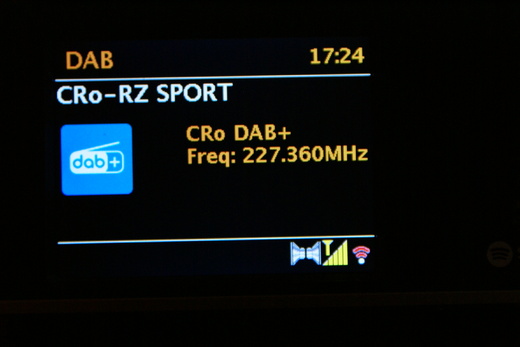 DAB 17:24
CRo-RZ SPORT
dab+
CRo DAB+
Freq: 227.360MHz